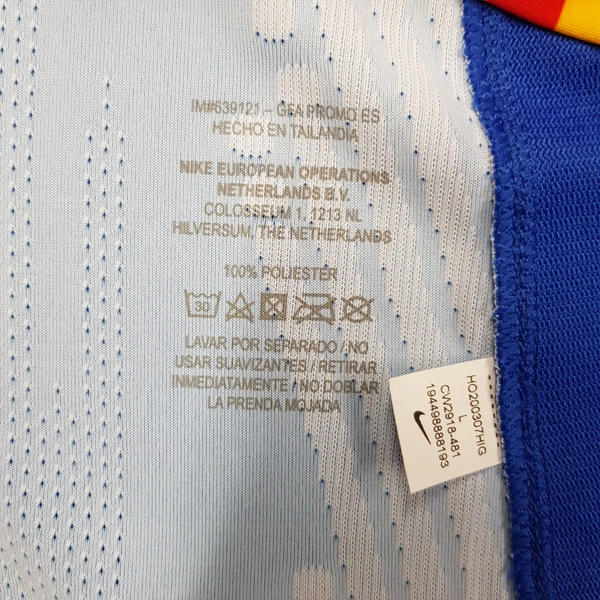 IM#639121 – GFA PROMO ES
HECHO EN TAILANDIA
NIKE EUROPEAN OPERATIONS
NETHERLANDS B.V.
COLOSSEUM 1, 1213 NL
HILVERSUM, THE NETHERLANDS
100% POLIESTER
30
LAVAR POR SEPARADO / NO
USAR SUAVIZANTES / RETIRAR
INMEDIATAMENTE / NO DOBLAR
LA PRENDA MOJADA
HO200307HIG
L
CW2918-481
194498888193